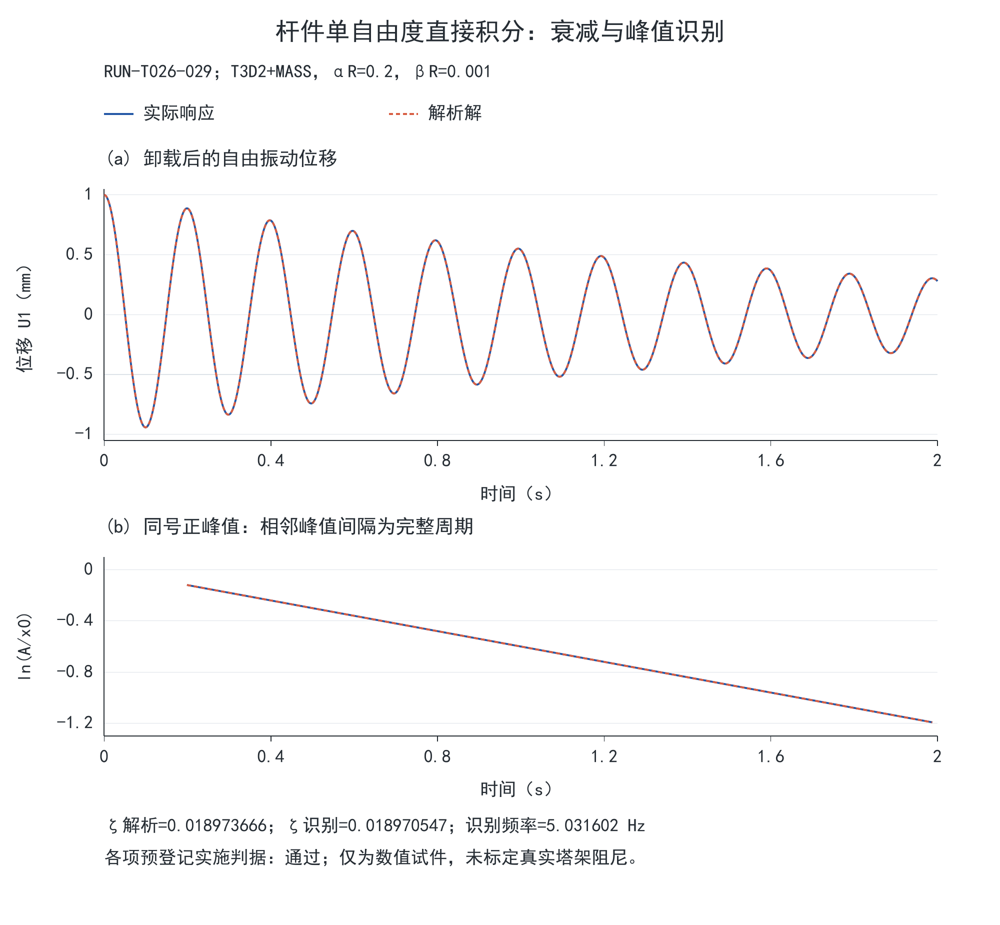 杆件单自由度直接积分：衰减与峰值识别
RUN-T026-029；T3D2+MASS，αR=0.2，βR=0.001
实际响应
解析解
(a) 卸载后的自由振动位移
1
0.5
0
-0.5
-1
位移 U1 (mm)
0 0.4 0.8 1.2 1.6 2
时间 (s)
(b) 同号正峰值：相邻峰值间隔为完整周期
0
-0.4
-0.8
-1.2
ln(A/x0)
0 0.4 0.8 1.2 1.6 2
时间 (s)
ζ解析=0.018973666；ζ识别=0.018970547；识别频率=5.031602 Hz
各项预登记实施判据：通过；仅为数值试件，未标定真实塔架阻尼。